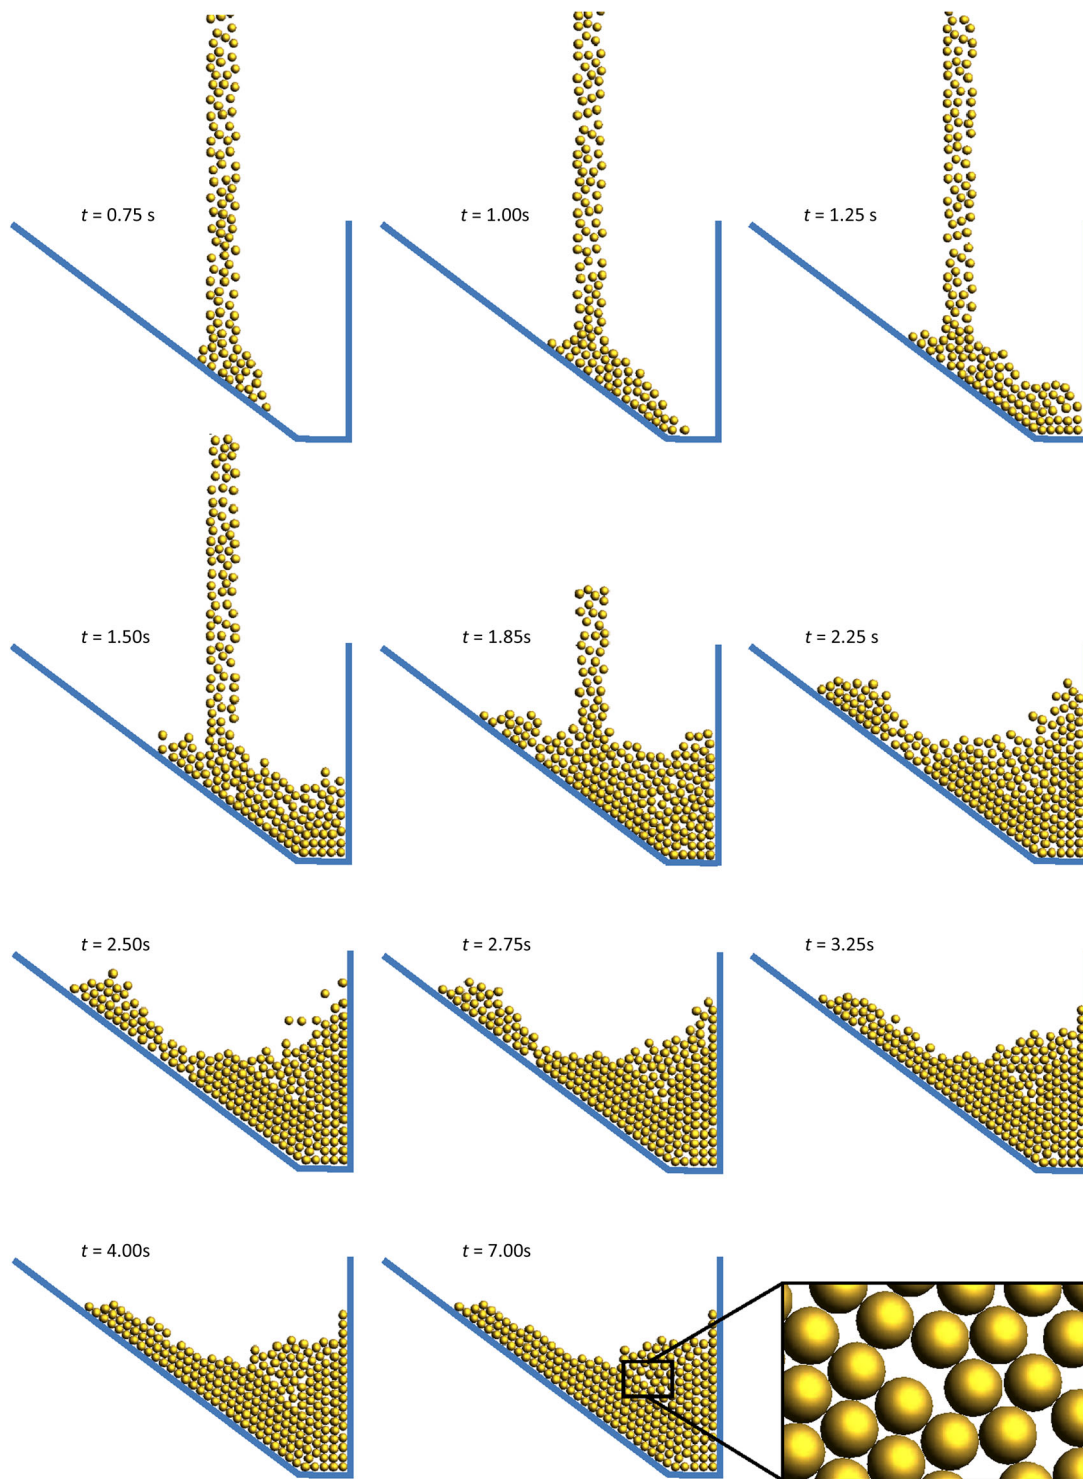 t = 0.75 s
t = 1.00s
t = 1.25 s
t = 1.50s
t = 1.85s
t = 2.25 s
t = 2.50s
t = 2.75s
t = 3.25s
t = 4.00s
t = 7.00s